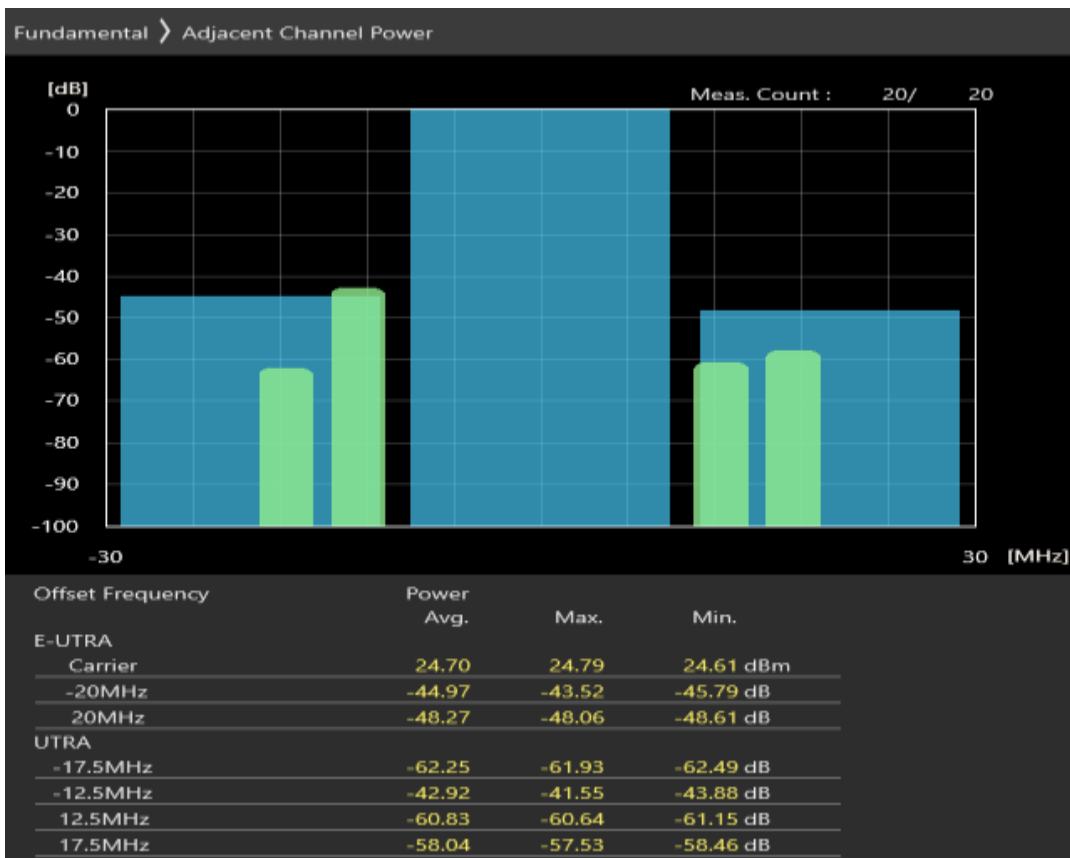 Fundamental ❭ Adjacent Channel Power
[dB]
Meas. Count : 20/ 20
0
-10
-20
-30
-40
-50
-60
-70
-80
-90
-100
-30 30 [MHz]
Offset Frequency Power
Avg. Max. Min.
E-UTRA
Carrier 24.70 24.79 24.61 dBm
-20MHz -44.97 -43.52 -45.79 dB
20MHz -48.27 -48.06 -48.61 dB
UTRA
-17.5MHz -62.25 -61.93 -62.49 dB
-12.5MHz -42.92 -41.55 -43.88 dB
12.5MHz -60.83 -60.64 -61.15 dB
17.5MHz -58.04 -57.53 -58.46 dB